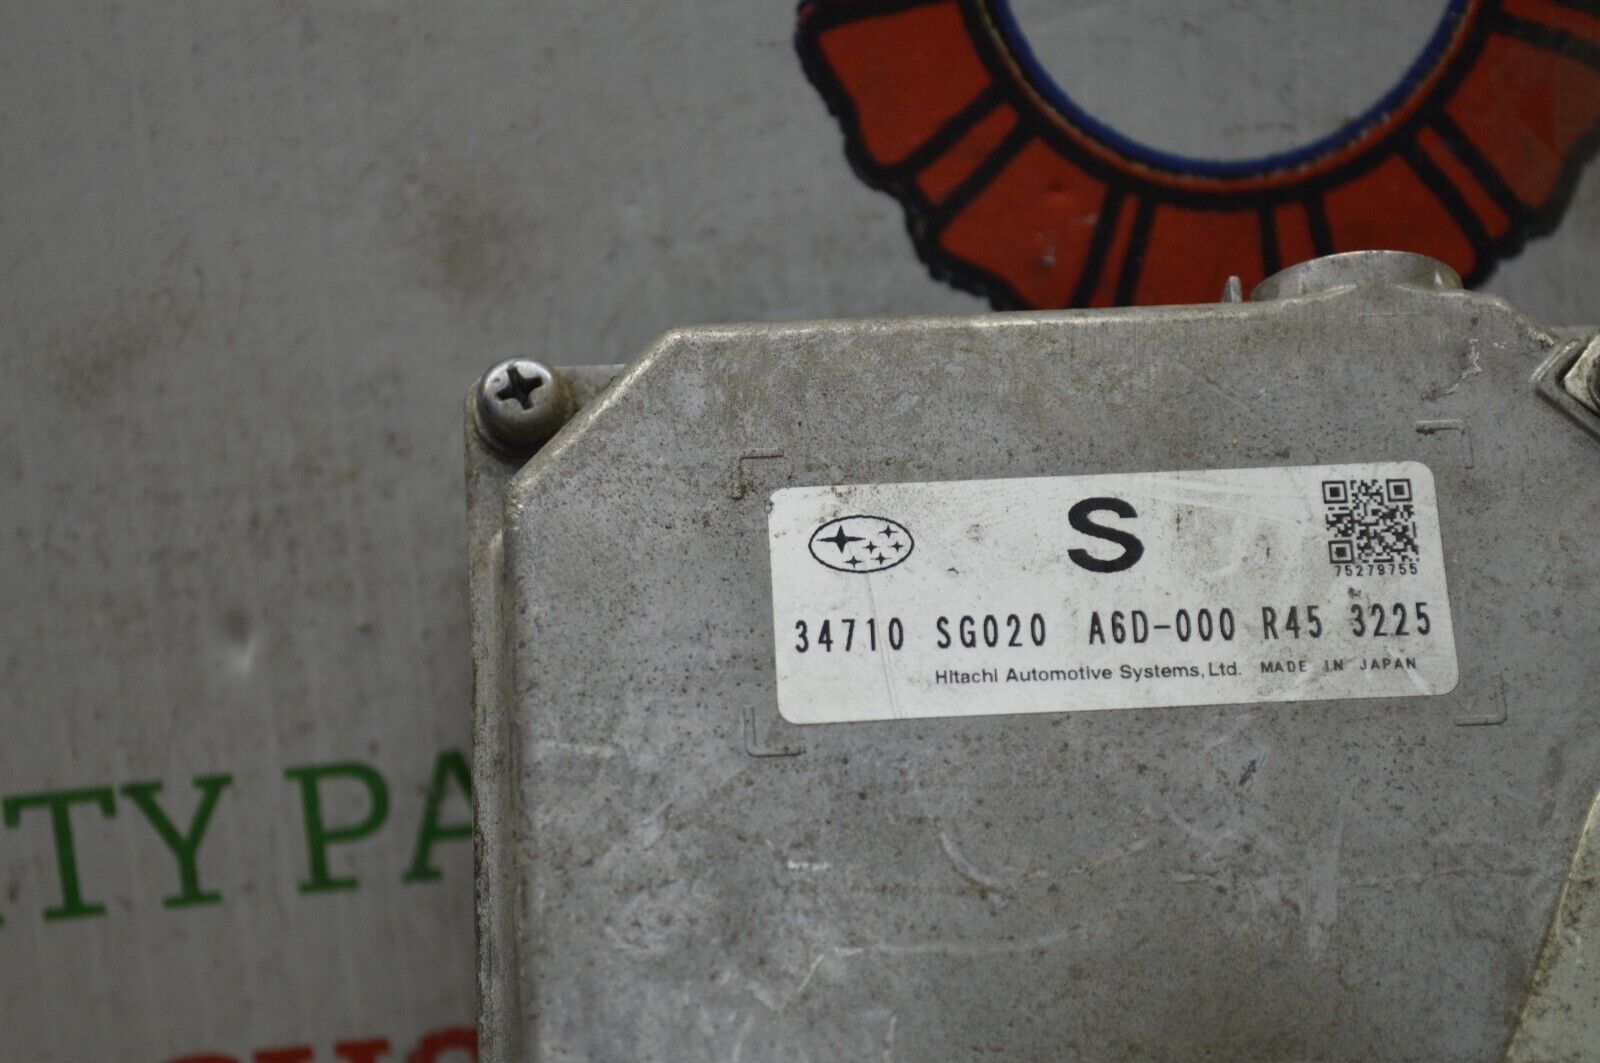 S
75279755
34710 SG020 A6D-000 R45 3225
Hitachi Automotive Systems, Ltd. MADE IN JAPAN
TY PA